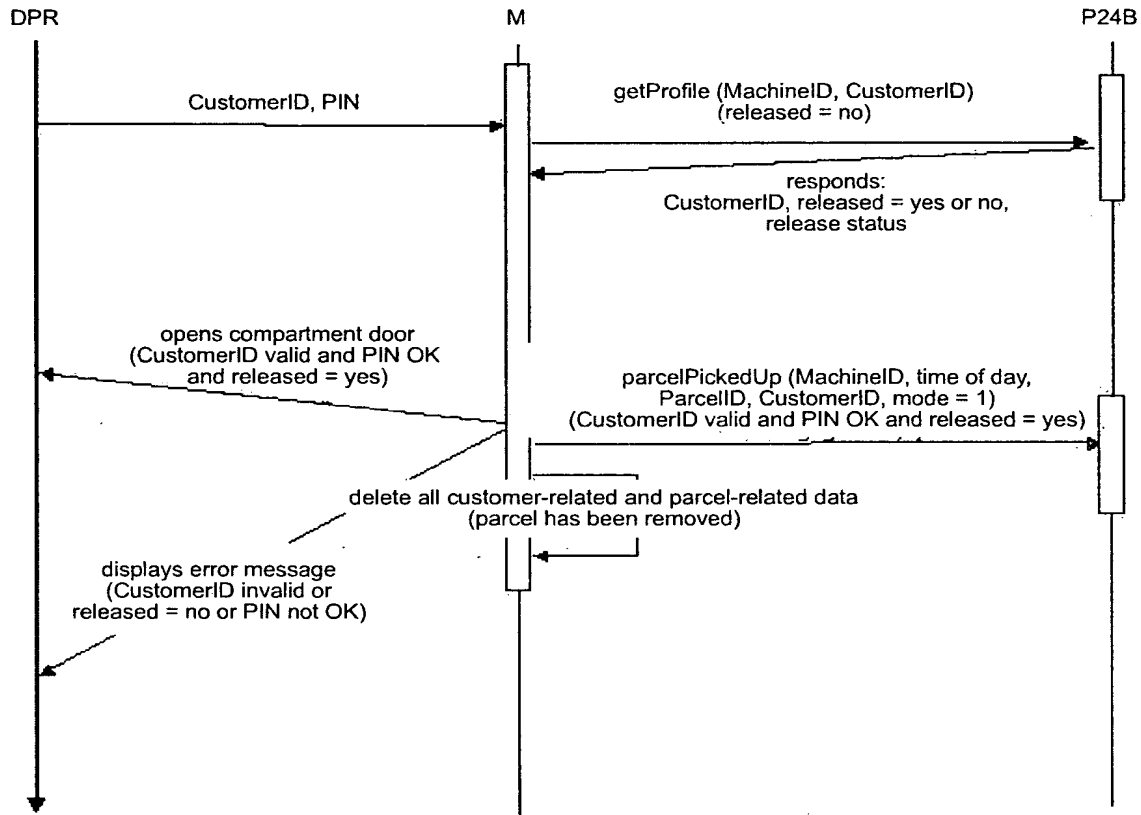 DPR
M
P24B
CustomerID, PIN
getProfile (MachineID, CustomerID)
(released = no)
responds:
CustomerID, released = yes or no,
release status
opens compartment door
(CustomerID valid and PIN OK
and released = yes)
parcelPickedUp (MachineID, time of day,
ParcelID, CustomerID, mode = 1)
(CustomerID valid and PIN OK and released = yes)
delete all customer-related and parcel-related data
(parcel has been removed)
displays error message
(CustomerID invalid or
released = no or PIN not OK)